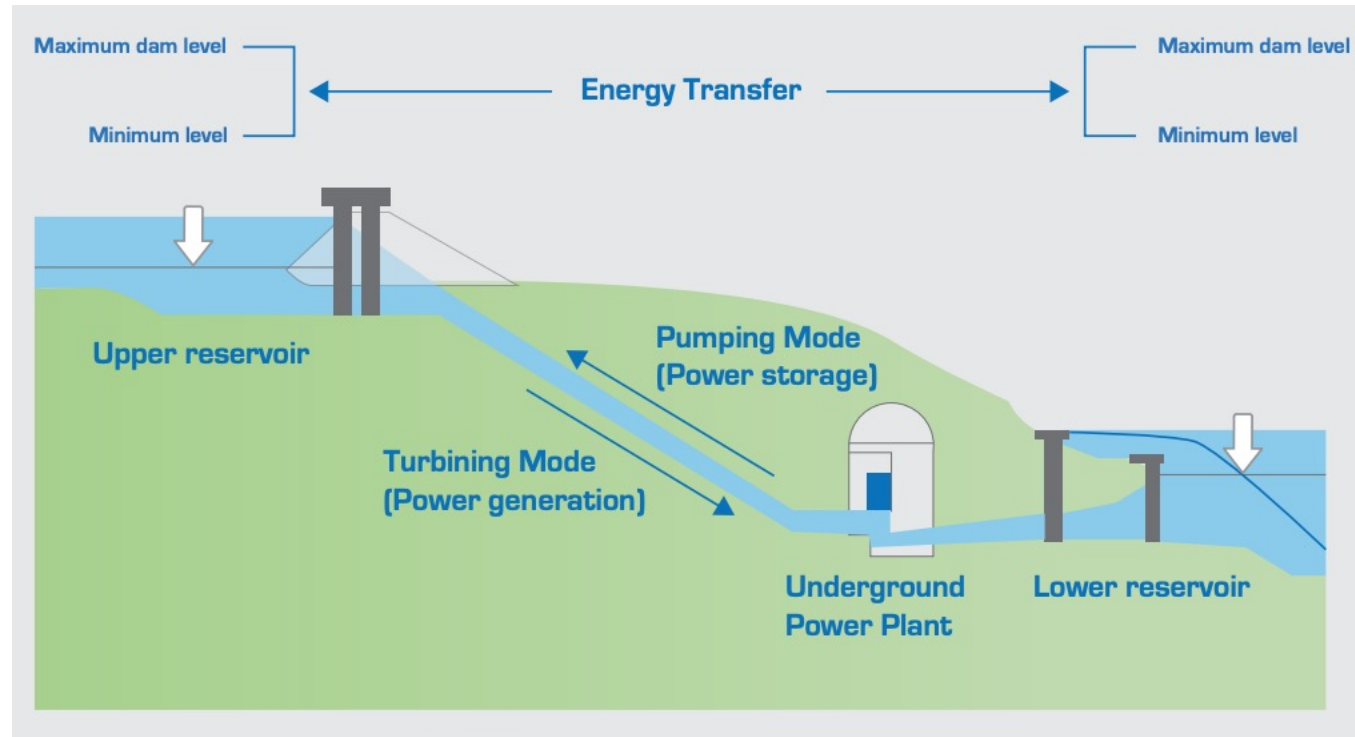 Maximum dam level
Energy Transfer
Maximum dam level
Minimum level
Minimum level
Upper reservoir
Pumping Mode
(Power storage)
Turbining Mode
(Power generation)
Underground
Power Plant
Lower reservoir